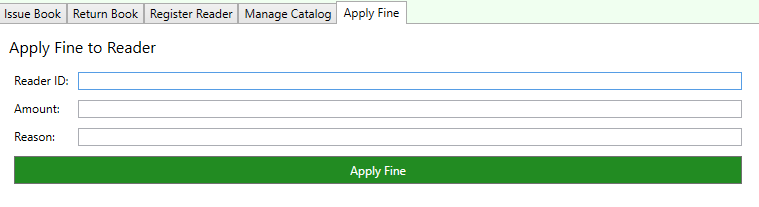 Issue Book Return Book Register Reader Manage Catalog Apply Fine
Apply Fine to Reader
Reader ID:
Amount:
Reason:
Apply Fine